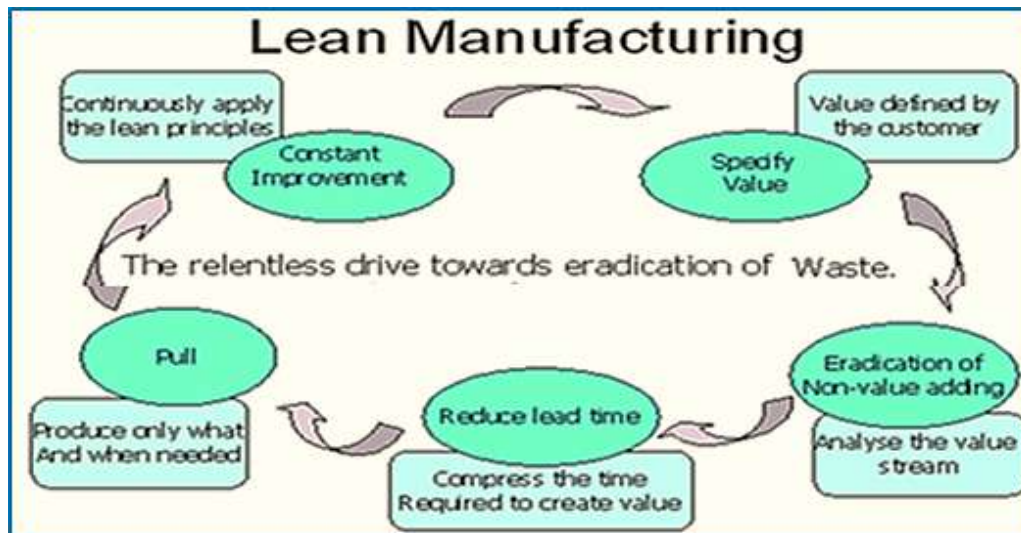 Lean Manufacturing
Continuously apply
the lean principles
Constant
Improvement
Value defined by
the customer
Specify
Value
The relentless drive towards eradication of Waste.
Pull
Produce only what
And when needed
Reduce lead time
Compress the time
Required to create value
Eradication of
Non-value adding
Analyse the value
stream